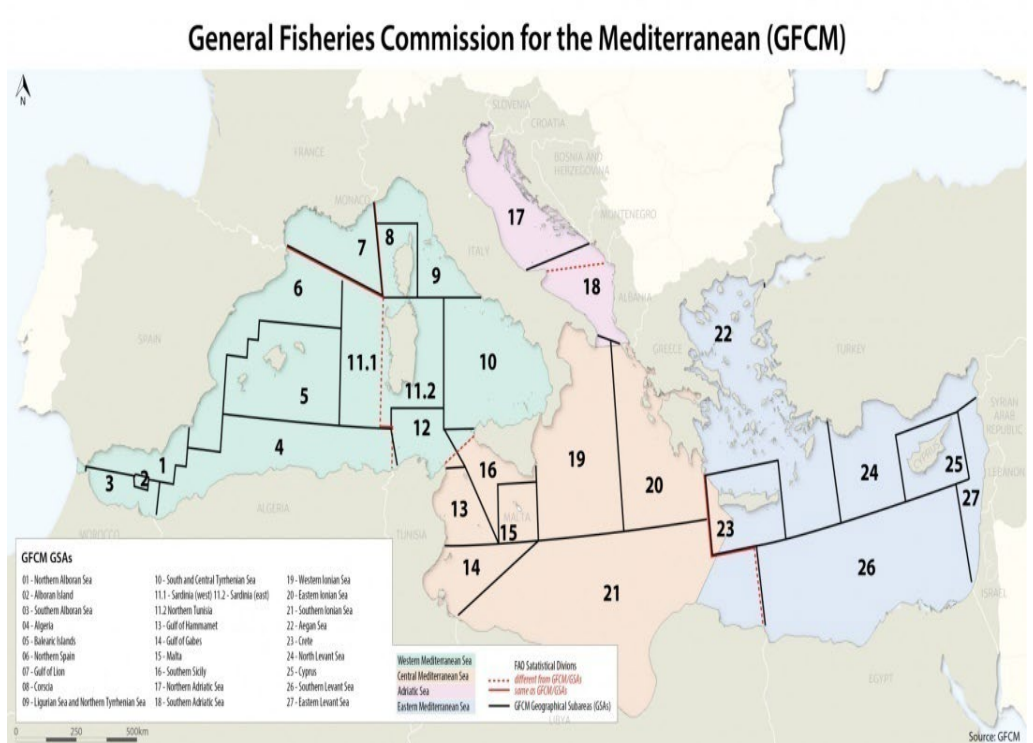 General Fisheries Commission for the Mediterranean (GFCM)
N
SLOVENIA
CROATIA
FRANCE
BOSNIA AND
HERZEGOVINA
MONACO
17
MONTENEGRO
8
7
ITALY
9
6
18
ALBANIA
SPAIN
22
GREECE
TURKEY
11.1
10
5
11.2
SYRIAN
ARAB
REPUBLIC
12
4
1
16
19
24
CYPRUS
25
LEBANON
3
2
20
27
13
ALGERIA
MALTA
15
23
MOROCCO
TUNISIA
14
26
21
ISRAEL
EGYPT
LIBYA
GFCM GSAs
01 - Northern Alboran Sea
02 - Alboran Island
03 - Southern Alboran Sea
04 - Algeria
05 - Balearic Islands
06 - Northern Spain
07 - Gulf of Lion
08 - Corscia
09 - Ligurian Sea and Northern Tyrrhenian Sea
10 - South and Central Tyrrhenian Sea
11.1 - Sardinia (west) 11.2 - Sardinia (east)
11.2 Northern Tunisia
13 - Gulf of Hammamet
14 - Gulf of Gabes
15 - Malta
16 - Southern Sicily
17 - Northern Adriatic Sea
18 - Southern Adriatic Sea
19 - Western Ionian Sea
20 - Eastern Ionian Sea
21 - Southern Ionian Sea
22 - Aegan Sea
23 - Crete
24 - North Levant Sea
25 - Cyprus
26 - Southern Levant Sea
27 - Eastern Levant Sea
Western Mediterranean Sea
Central Mediterranean Sea
Adriatic Sea
Eastern Mediterranean Sea
FAO Satatistical Divions
different from GFCM/GSAs
same as GFCM/GSAs
GFCM Geographical Subareas (GSAs)
0 250 500km
Source: GFCM